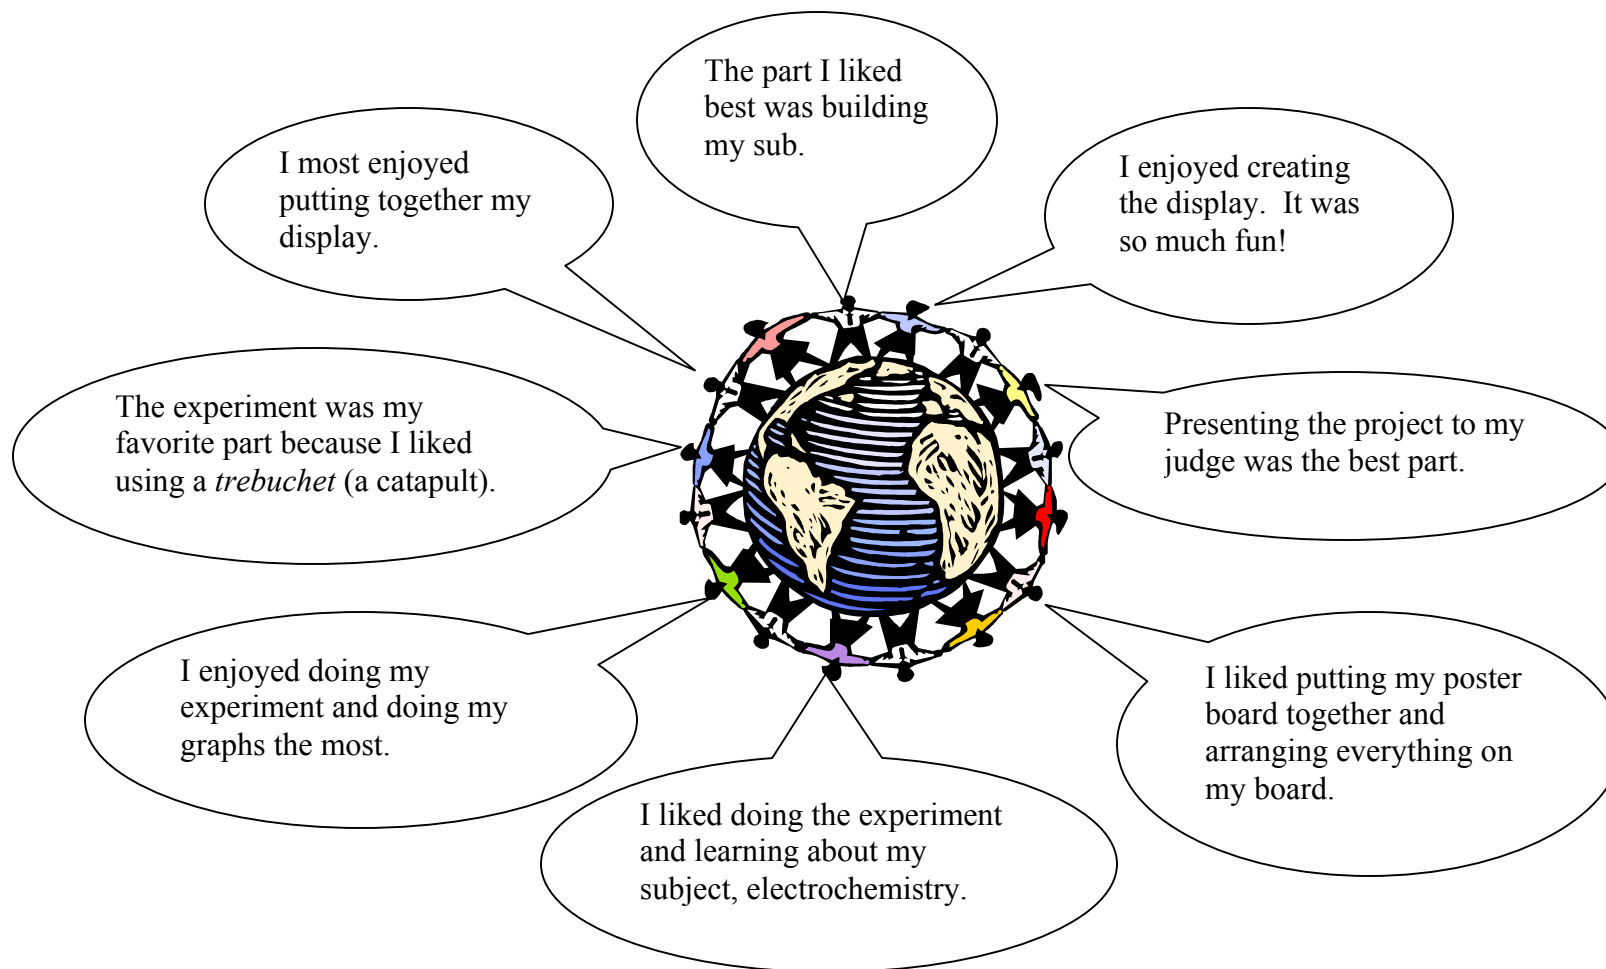 The part I liked
best was building
my sub.
I most enjoyed
putting together my
display.
I enjoyed creating
the display.  It was
so much fun!
The experiment was my
favorite part because I liked
using a trebuchet (a catapult).
Presenting the project to my
judge was the best part.
I enjoyed doing my
experiment and doing my
graphs the most.
I liked putting my poster
board together and
arranging everything on
my board.
I liked doing the experiment
and learning about my
subject, electrochemistry.